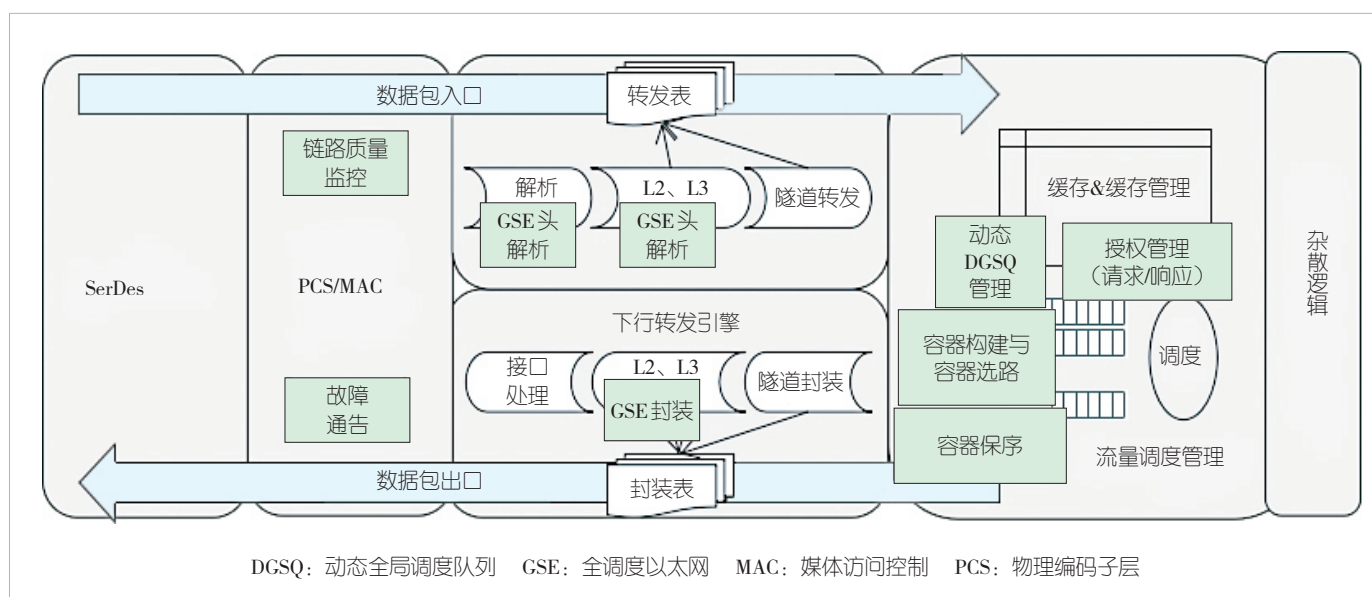 数据包入口
转发表
链路质量
监控
解析
L2、L3
隧道转发
GSE头
解析
GSE头
解析
缓存&缓存管理
动态
DGSQ
管理
授权管理
（请求/响应）
SerDes
PCS/MAC
杂散逻辑
下行转发引擎
容器构建与
容器选路
调度
接口
处理
L2、L3
隧道封装
GSE封装
故障
通告
容器保序
流量调度管理
数据包出口
封装表
DGSQ：动态全局调度队列 GSE：全调度以太网 MAC：媒体访问控制 PCS：物理编码子层